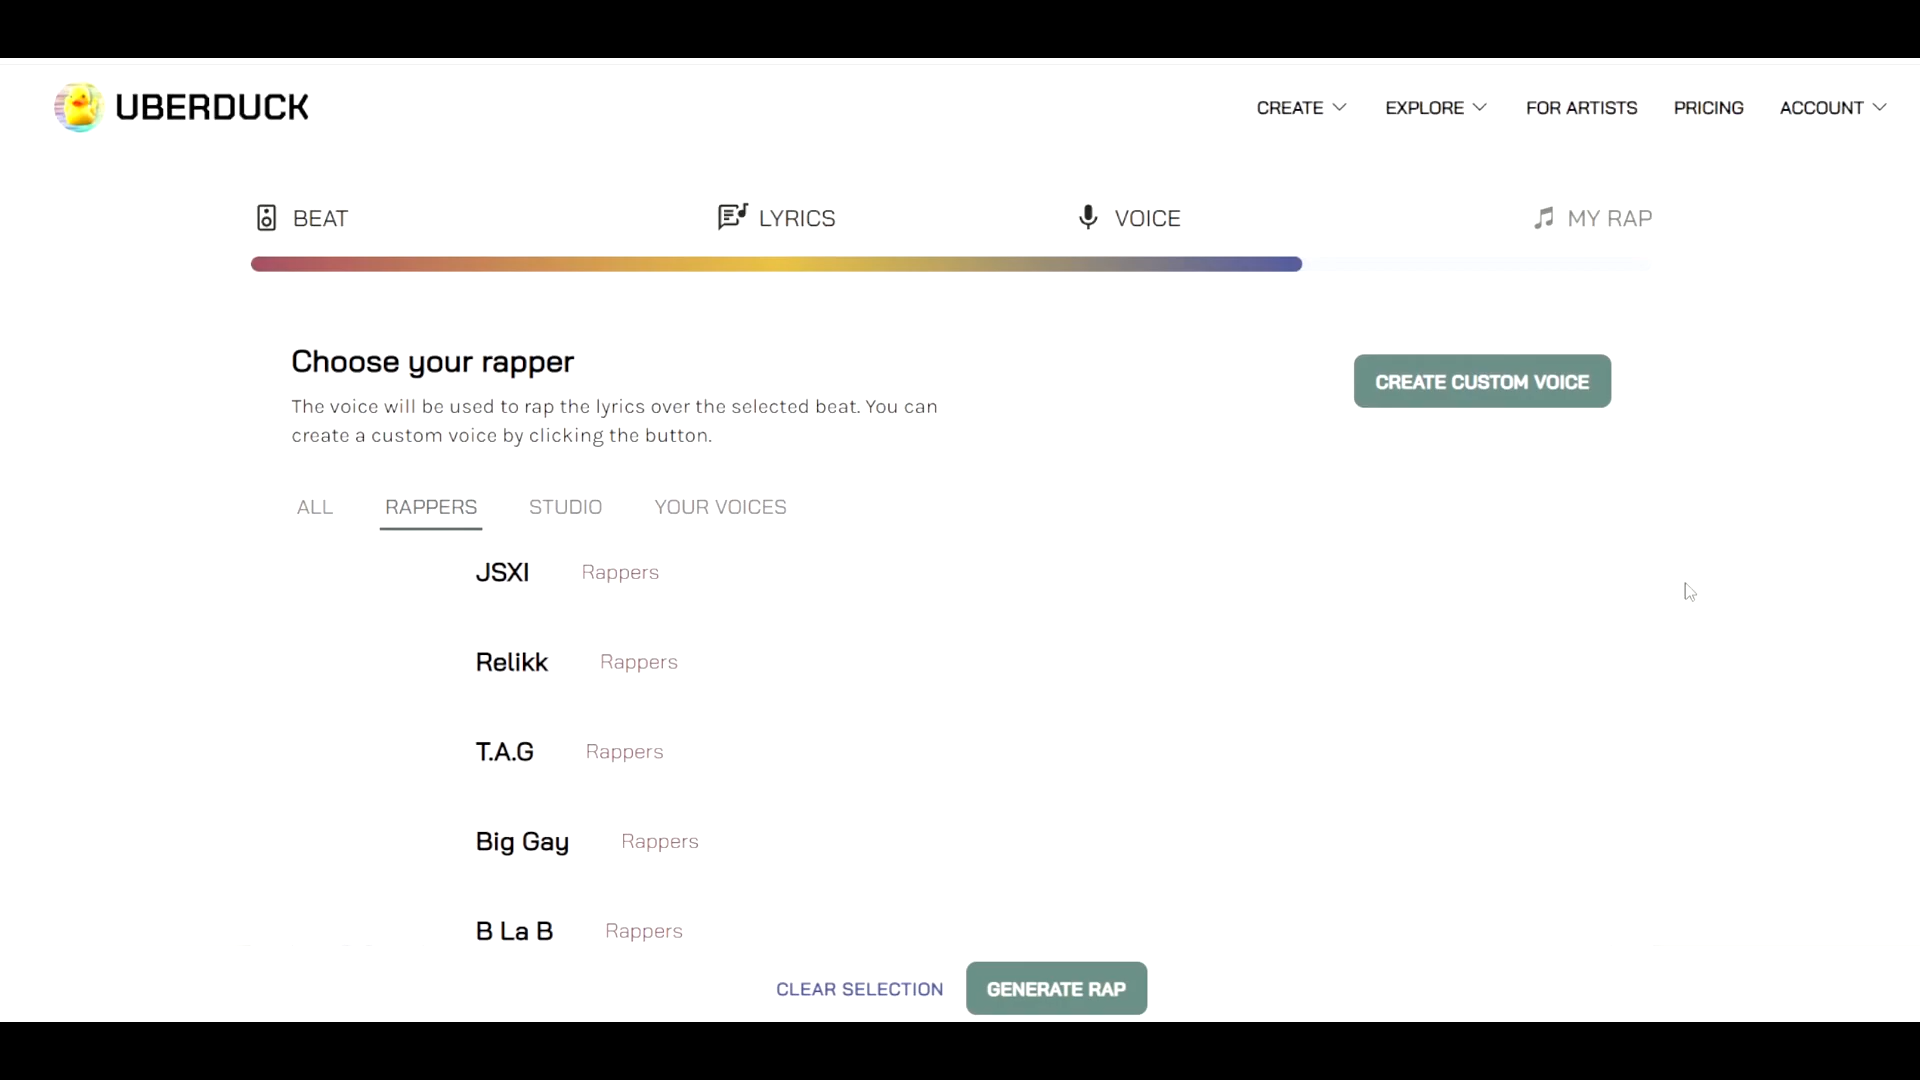 UBERDUCK
CREATE EXPLORE FOR ARTISTS PRICING ACCOUNT
BEAT LYRICS VOICE MY RAP
Choose your rapper
CREATE CUSTOM VOICE
The voice will be used to rap the lyrics over the selected beat. You can
create a custom voice by clicking the button.
ALL RAPPERS STUDIO YOUR VOICES
JSXI Rappers
Relikk Rappers
T.A.G Rappers
Big Gay Rappers
B La B Rappers
CLEAR SELECTION GENERATE RAP